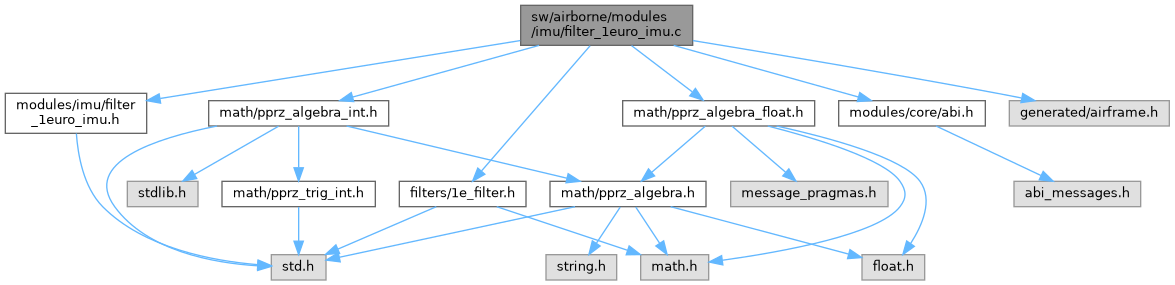 sw/airborne/modules
/imu/filter_1euro_imu.c
modules/imu/filter
_1euro_imu.h
math/pprz_algebra_int.h
math/pprz_algebra_float.h
modules/core/abi.h
generated/airframe.h
stdlib.h
math/pprz_trig_int.h
filters/1e_filter.h
math/pprz_algebra.h
message_pragmas.h
abi_messages.h
std.h
string.h
math.h
float.h